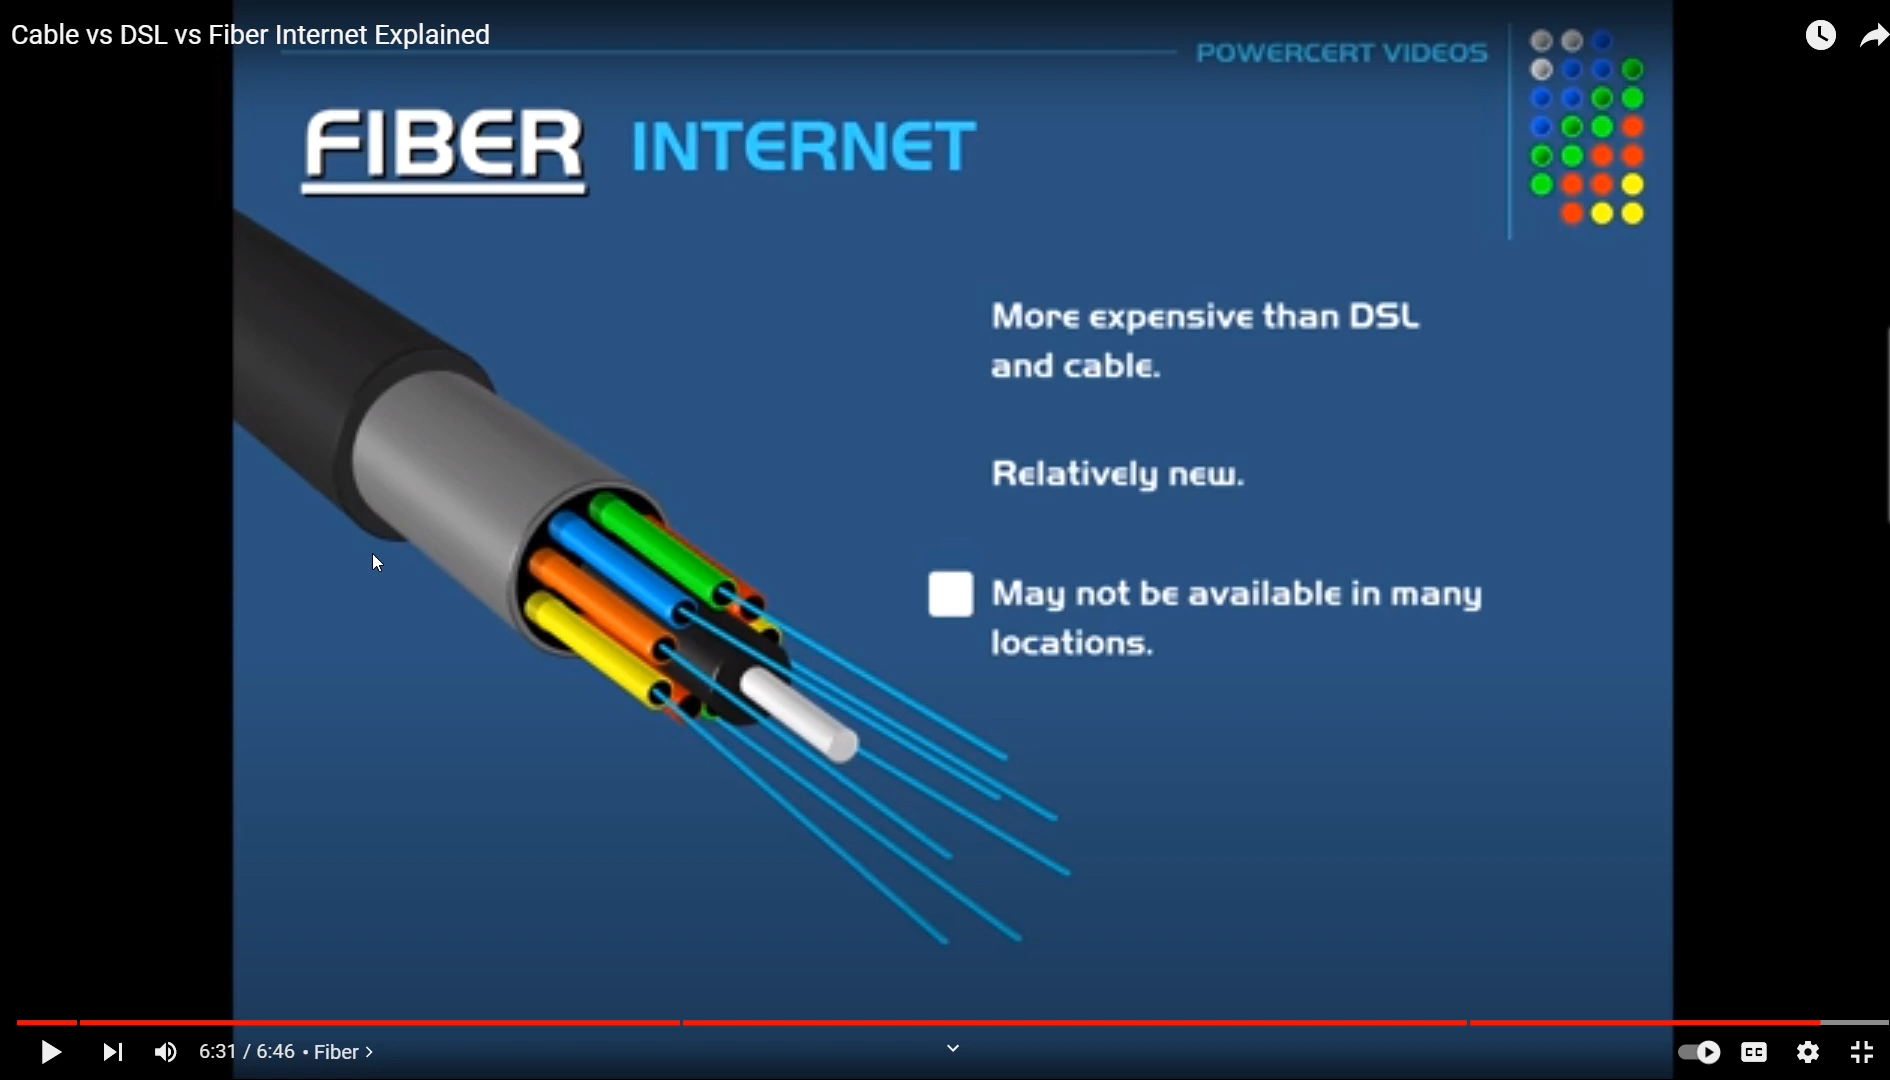 Cable vs DSL vs Fiber Internet Explained
POWERCERT VIDEOS
FIBER INTERNET
More expensive than DSL
and cable.
Relatively new.
May not be available in many
locations.
6:31 / 6:46 • Fiber >
CC